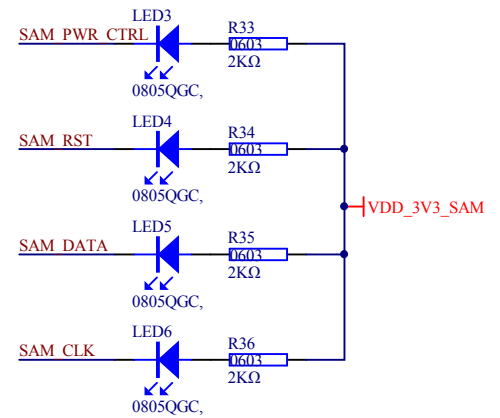 LED3
SAM_PWR_CTRL
R33
0603
2KΩ
0805QGC,
LED4
SAM_RST
R34
0603
2KΩ
0805QGC,
VDD_3V3_SAM
LED5
SAM_DATA
R35
0603
2KΩ
0805QGC,
LED6
SAM_CLK
R36
0603
2KΩ
0805QGC,